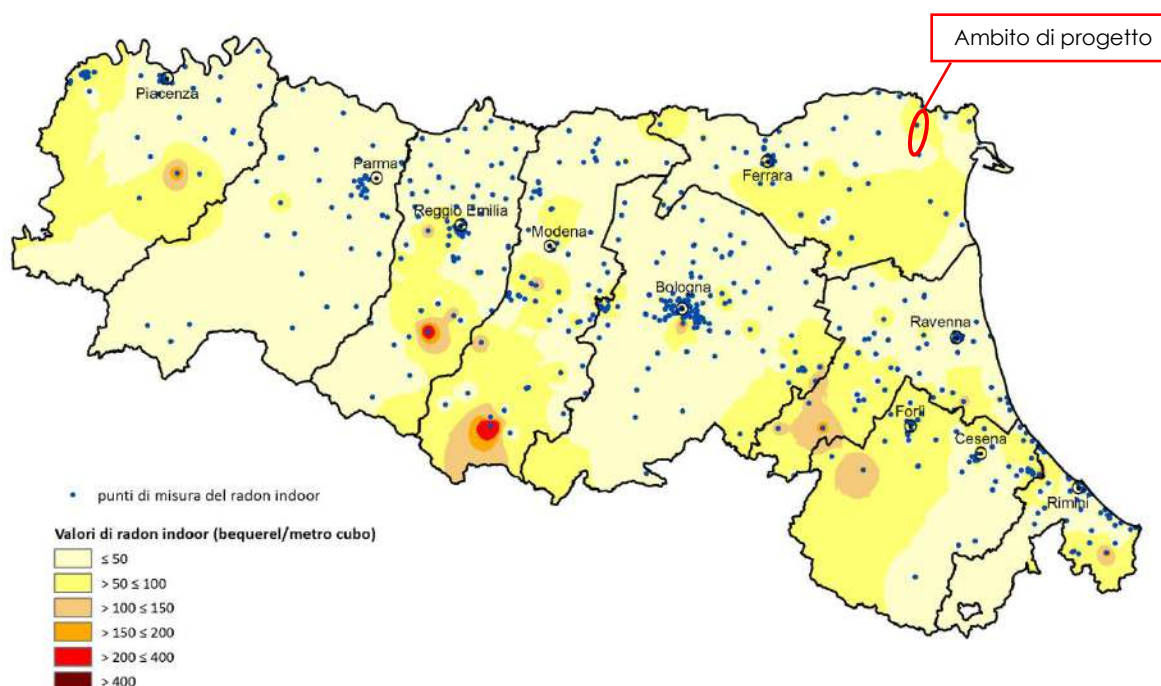 Ambito di progetto
Piacenza
Parma
Reggio Emilia
Modena
Ferrara
Bologna
Ravenna
Forlì
Cesena
Rimini
punti di misura del radon indoor
Valori di radon indoor (bequerel/metro cubo)
≤ 50
> 50 ≤ 100
> 100 ≤ 150
> 150 ≤ 200
> 200 ≤ 400
> 400